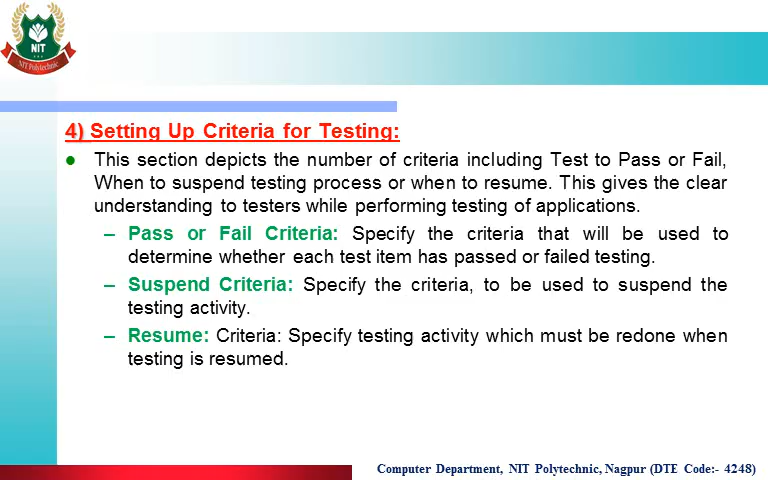 NIT
NIT Polytechnic
4) Setting Up Criteria for Testing:
This section depicts the number of criteria including Test to Pass or Fail,
When to suspend testing process or when to resume. This gives the clear
understanding to testers while performing testing of applications.
– Pass or Fail Criteria: Specify the criteria that will be used to
determine whether each test item has passed or failed testing.
– Suspend Criteria: Specify the criteria, to be used to suspend the
testing activity.
– Resume: Criteria: Specify testing activity which must be redone when
testing is resumed.
Computer Department, NIT Polytechnic, Nagpur (DTE Code:- 4248)